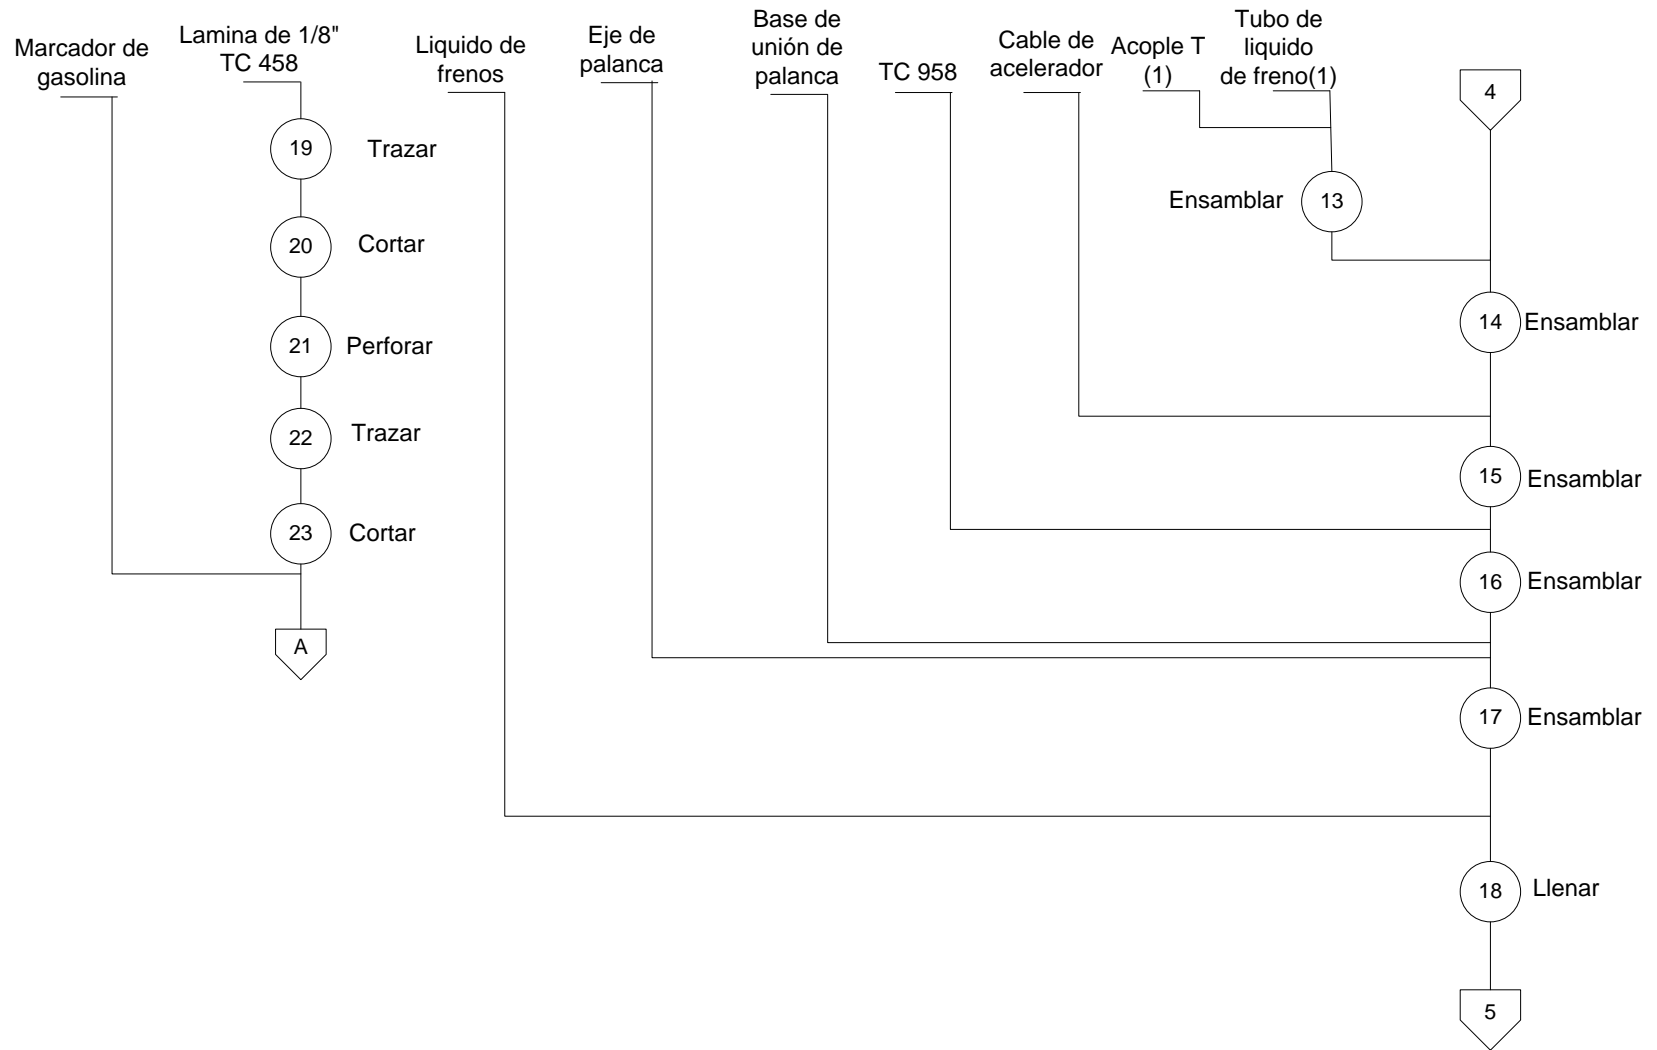 Marcador de
gasolina
Lamina de 1/8"
TC 458
Liquido de
frenos
Eje de
palanca
Base de
unión de
palanca
TC 958
Cable de
acelerador
Acople T
(1)
Tubo de
liquido
de freno(1)
4
19
Trazar
Ensamblar
13
20
Cortar
14
Ensamblar
21
Perforar
22
Trazar
15
Ensamblar
23
Cortar
16
Ensamblar
A
17
Ensamblar
18
Llenar
5